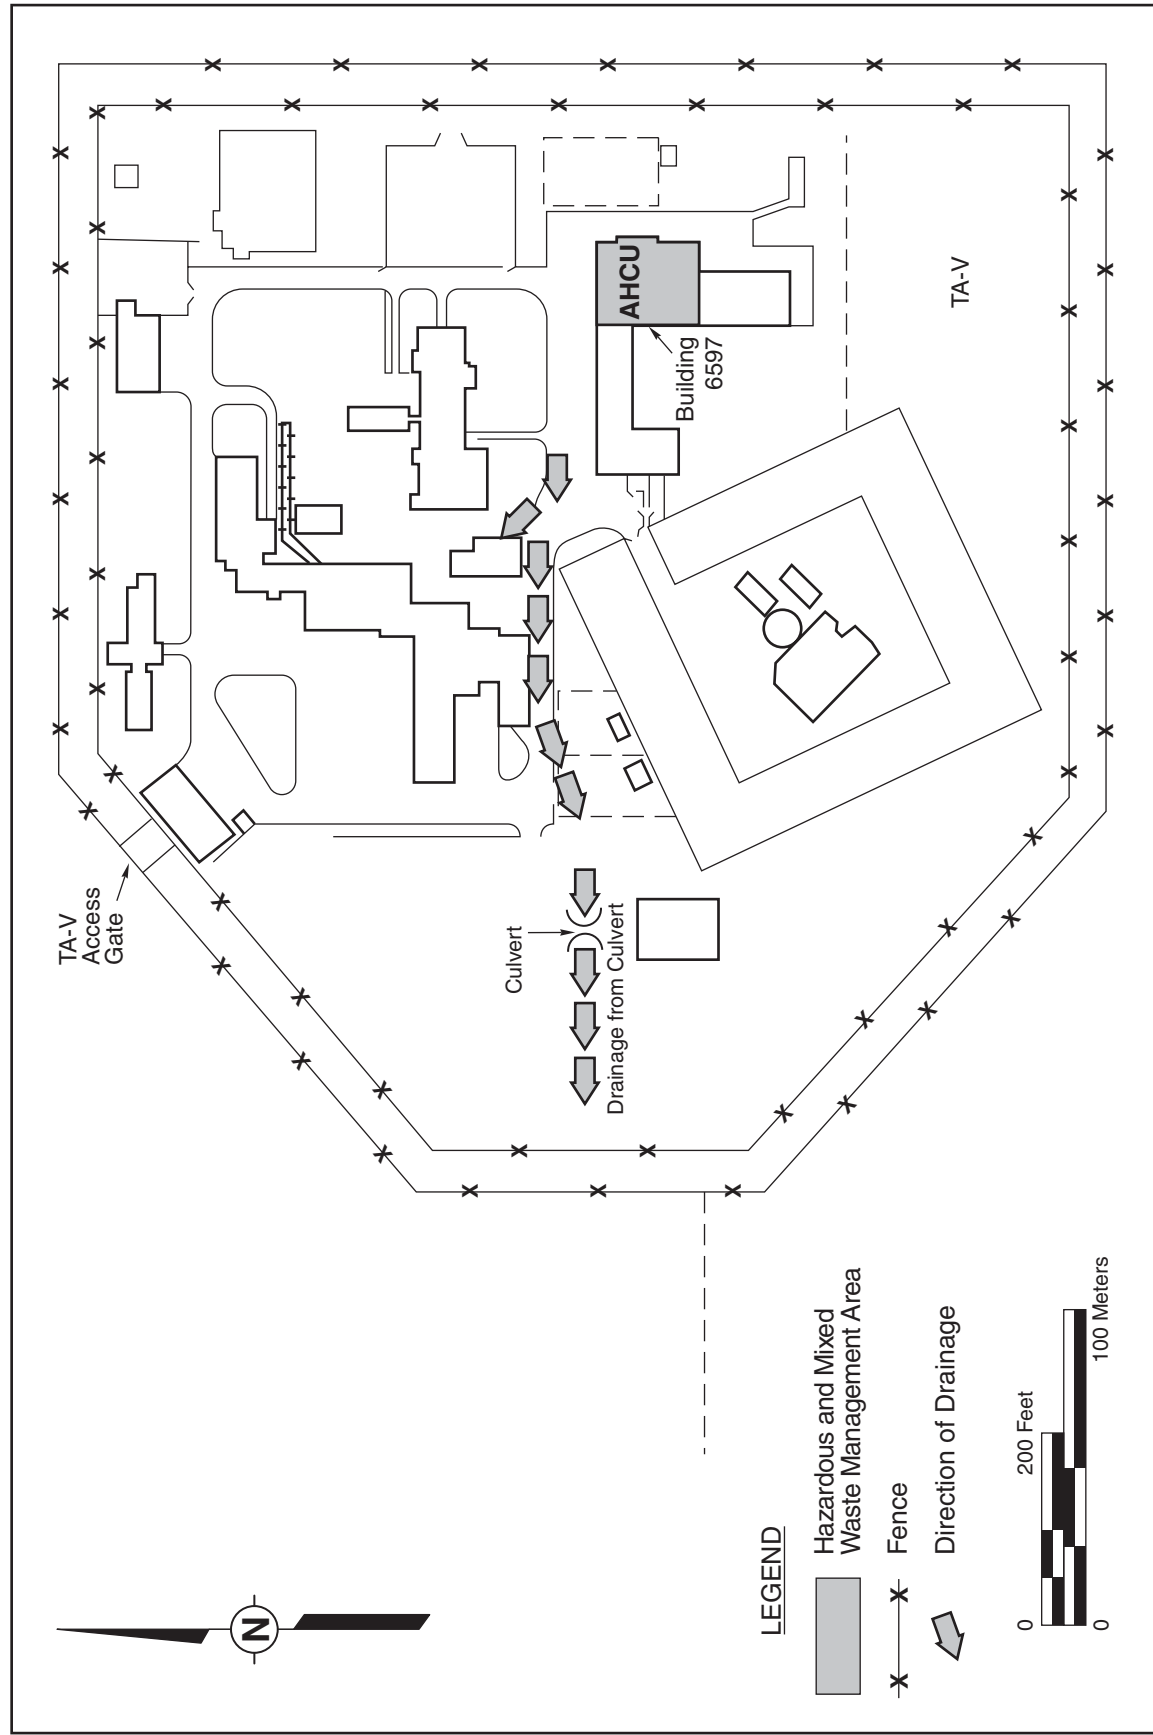 TA-V
Access
Gate
Culvert
Drainage from Culvert
AHCU
Building
6597
TA-V
N
LEGEND
Hazardous and Mixed
Waste Management Area
Fence
Direction of Drainage
0
200 Feet
0
100 Meters